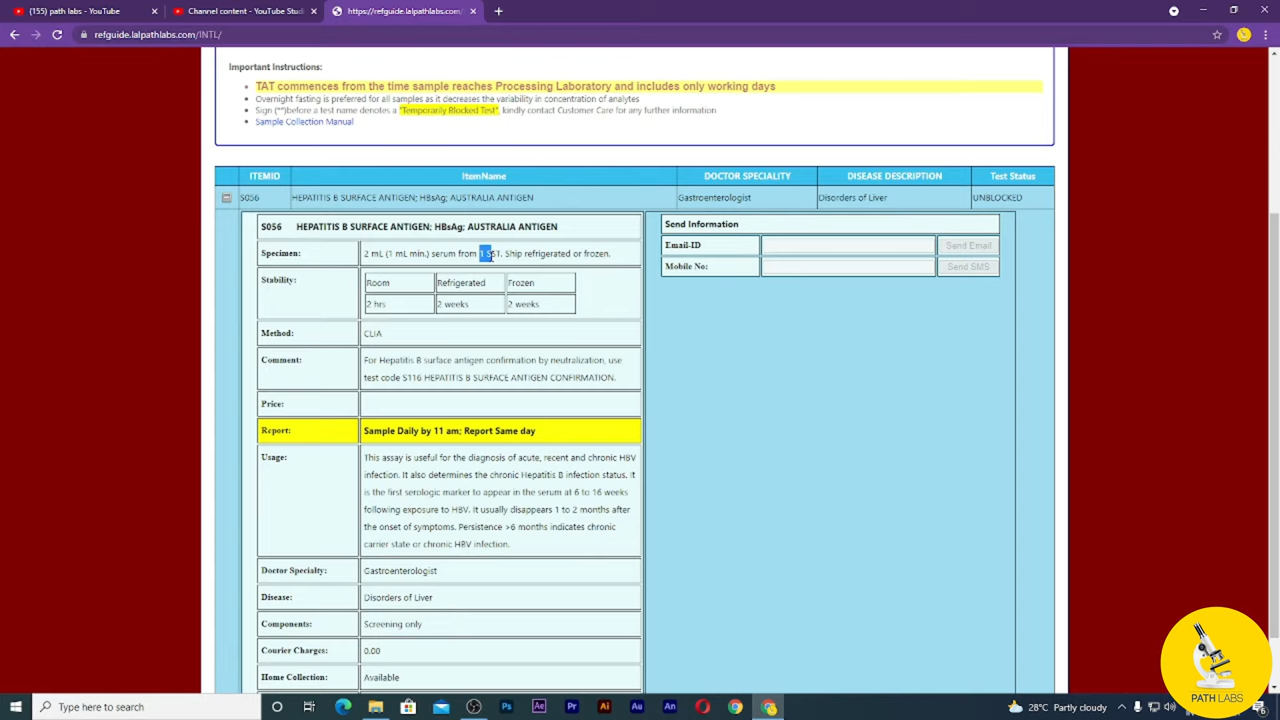 (155) path labs - YouTube
Channel content - YouTube Stud
https://refguide.lalpathlabs.com/
refguide.lalpathlabs.com/INTL/
Important Instructions:
TAT commences from the time sample reaches Processing Laboratory and includes only working days
Overnight fasting is preferred for all samples as it decreases the variability in concentration of analytes
Sign (**)before a test name denotes a "Temporarily Blocked Test", kindly contact Customer Care for any further information
Sample Collection Manual
ITEMID ItemName DOCTOR SPECIALITY DISEASE DESCRIPTION Test Status
S056 HEPATITIS B SURFACE ANTIGEN; HBsAg; AUSTRALIA ANTIGEN Gastroenterologist Disorders of Liver UNBLOCKED
S056 HEPATITIS B SURFACE ANTIGEN; HBsAg; AUSTRALIA ANTIGEN
Specimen: 2 mL (1 mL min.) serum from 1 SST. Ship refrigerated or frozen.
Stability: Room Refrigerated Frozen
2 hrs 2 weeks 2 weeks
Method: CLIA
Comment: For Hepatitis B surface antigen confirmation by neutralization, use
test code S116 HEPATITIS B SURFACE ANTIGEN CONFIRMATION.
Price:
Report: Sample Daily by 11 am; Report Same day
Usage: This assay is useful for the diagnosis of acute, recent and chronic HBV
infection. It also determines the chronic Hepatitis B infection status. It
is the first serologic marker to appear in the serum at 6 to 16 weeks
following exposure to HBV. It usually disappears 1 to 2 months after
the onset of symptoms. Persistence >6 months indicates chronic
carrier state or chronic HBV infection.
Doctor Specialty: Gastroenterologist
Disease: Disorders of Liver
Components: Screening only
Courier Charges: 0.00
Home Collection: Available
Send Information
Email-ID Send Email
Mobile No: Send SMS
PATH LABS
Type here to search
Ps Ae Pr Ai Au An
28°C Partly cloudy